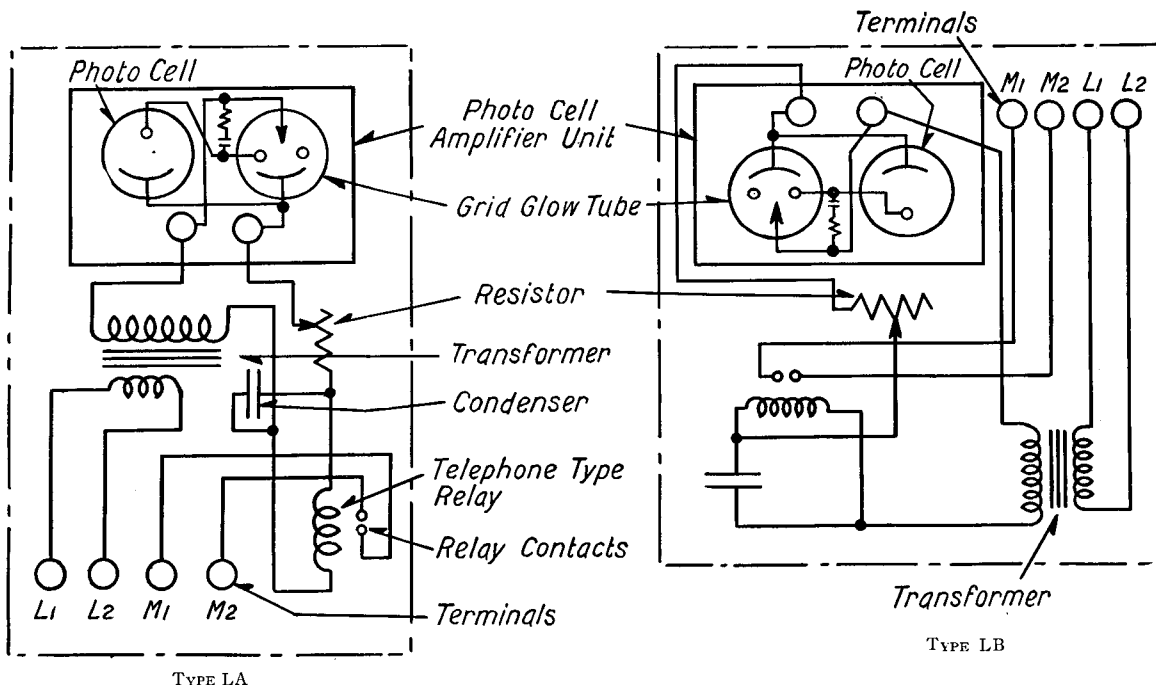 Photo Cell
Photo Cell
Amplifier Unit
Grid Glow Tube
Resistor
Transformer
Condenser
Telephone Type
Relay
Relay Contacts
Terminals
L1 L2 M1 M2
TYPE LA
Terminals
Photo Cell
M1 M2 L1 L2
Transformer
TYPE LB